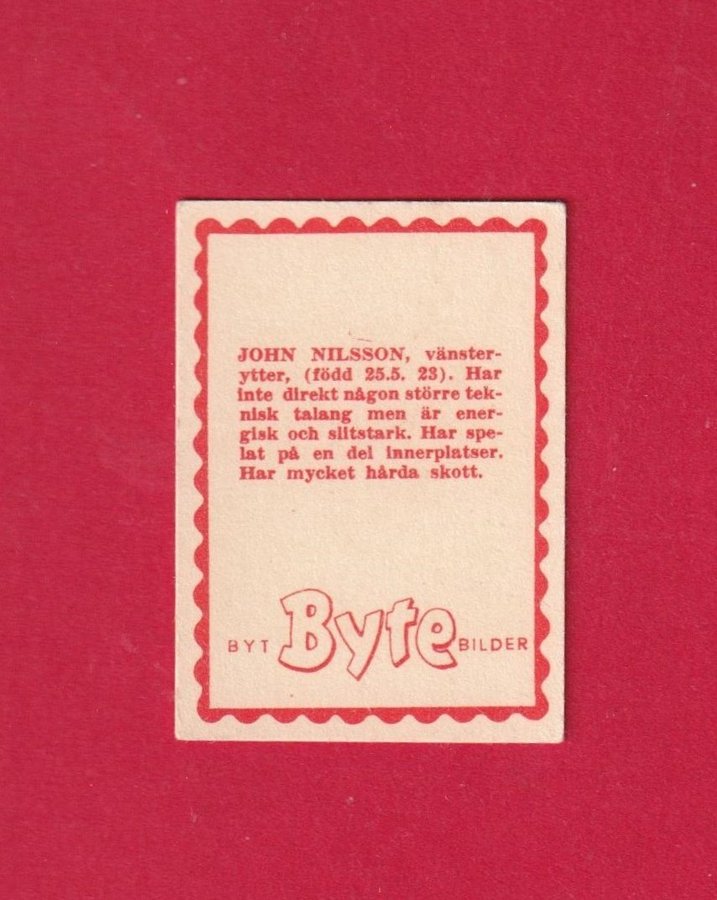 JOHN NILSSON, vänster-
ytter, (född 25.5. 23). Har
inte direkt någon större tek-
nisk talang men är ener-
gisk och slitstark. Har spe-
lat på en del innerplatser.
Har mycket hårda skott.
BYT Byte BILDER